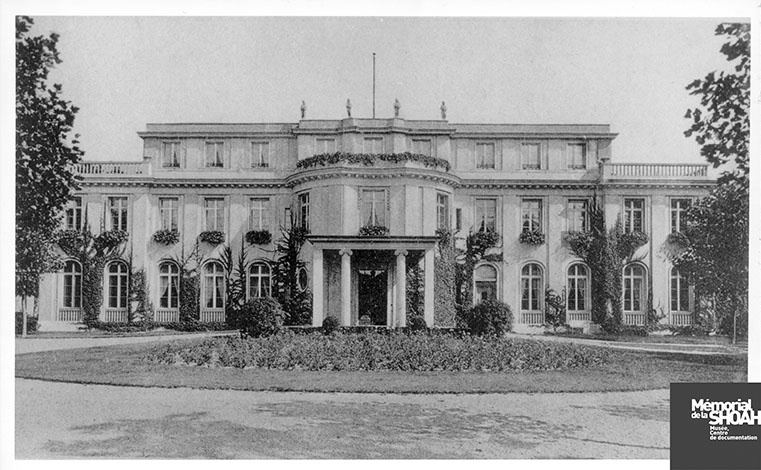 Mémorial
de la SHOAH
Musée,
Centre
de documentation